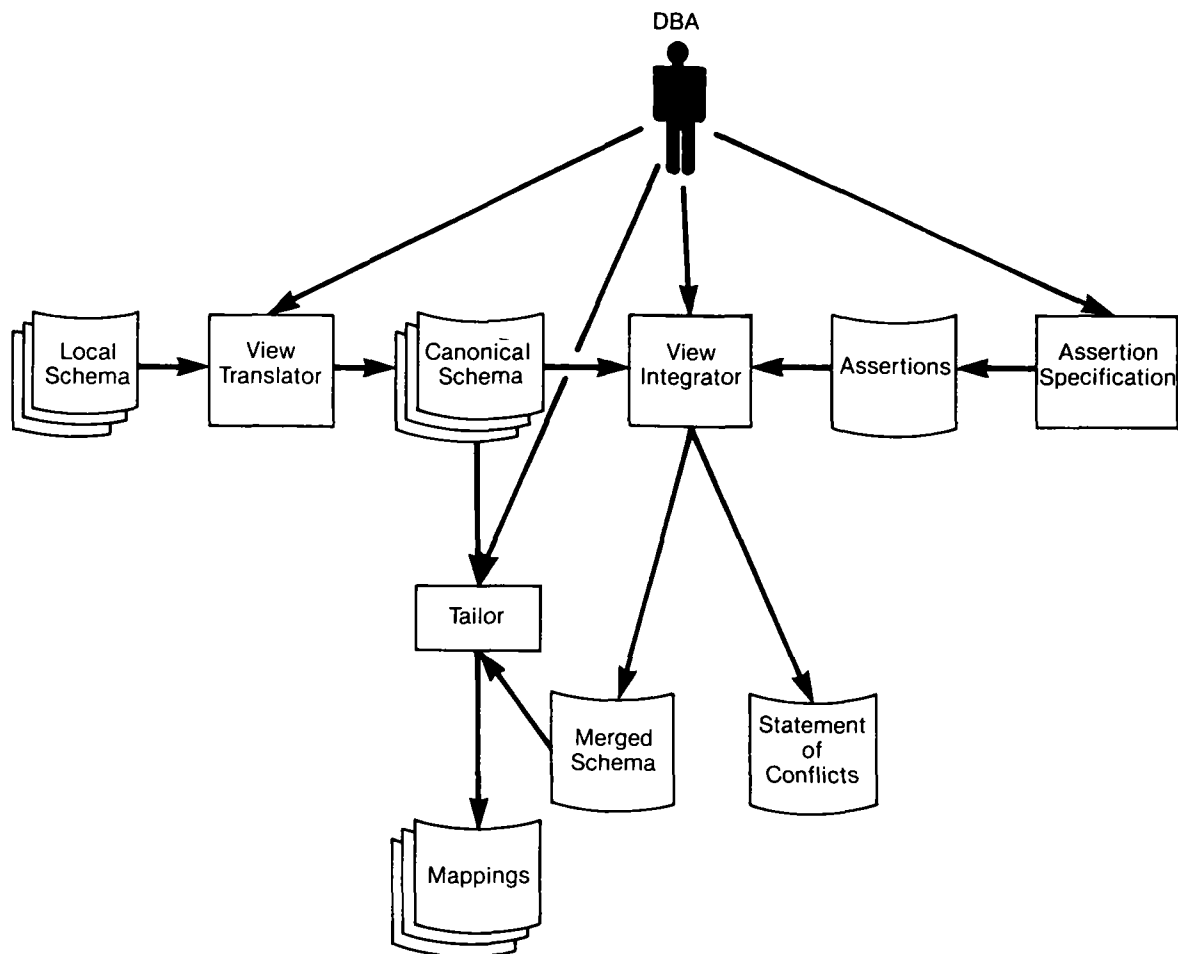 DBA
Local
Schema
View
Translator
Canonical
Schema
View
Integrator
Assertions
Assertion
Specification
Tailor
Merged
Schema
Statement
of
Conflicts
Mappings